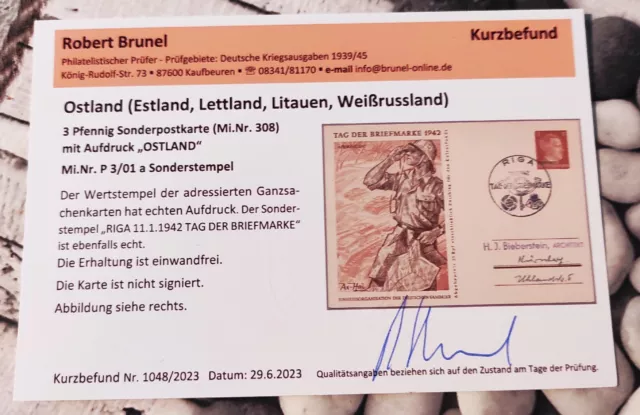 Robert Brunel
Kurzbefund
Philatelistischer Prüfer - Prüfgebiete: Deutsche Kriegsausgaben 1939/45
König-Rudolf-Str. 73 • 87600 Kaufbeuren • ☏ 08341/81170 • e-mail info@brunel-online.de
Ostland (Estland, Lettland, Litauen, Weißrussland)
3 Pfennig Sonderpostkarte (Mi.Nr. 308)
mit Aufdruck „OSTLAND"
Mi.Nr. P 3/01 a Sonderstempel
Der Wertstempel der adressierten Ganzsa-
chenkarten hat echten Aufdruck. Der Sonder-
stempel „RIGA 11.1.1942 TAG DER BRIEFMARKE"
ist ebenfalls echt.
Die Erhaltung ist einwandfrei.
Die Karte ist nicht signiert.
Abbildung siehe rechts.
TAG DER BRIEFMARKE 1942
RIGA
H. J. Bieberstein, ARCHITEKT
Nürnberg
Kurzbefund Nr. 1048/2023 Datum: 29.6.2023
Qualitätsangaben beziehen sich auf den Zustand am Tage der Prüfung.